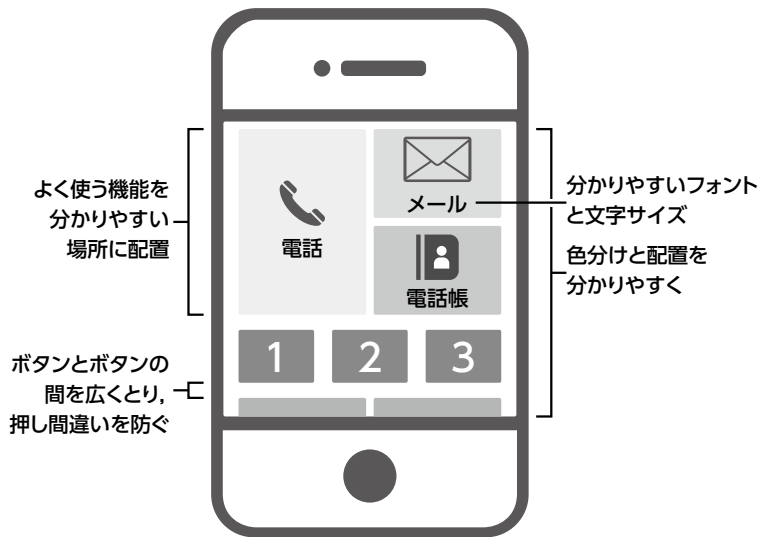 よく使う機能を
分かりやすい
場所に配置
ボタンとボタンの
間を広くとり,
押し間違いを防ぐ
電話
メール
電話帳
1
2
3
分かりやすいフォント
と文字サイズ
色分けと配置を
分かりやすく